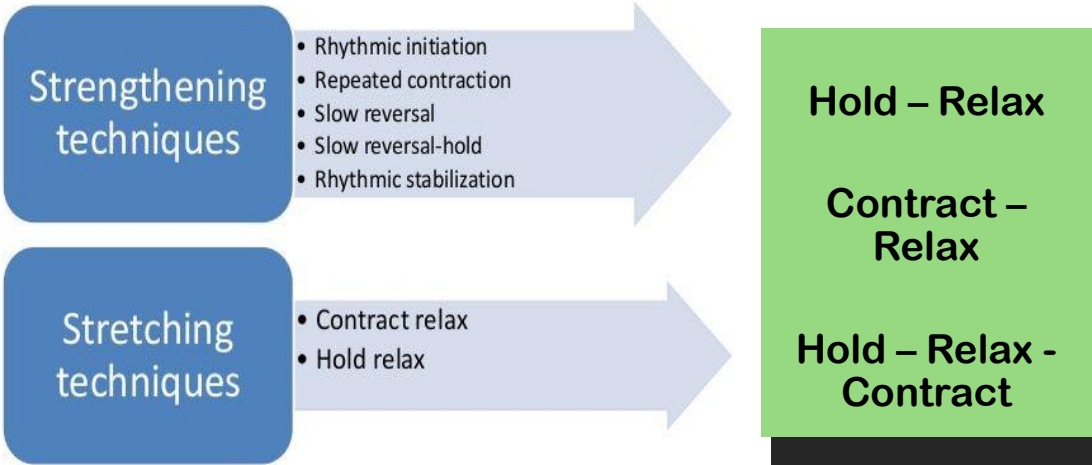 Strengthening
techniques
• Rhythmic initiation
• Repeated contraction
• Slow reversal
• Slow reversal-hold
• Rhythmic stabilization
Stretching
techniques
• Contract relax
• Hold relax
Hold – Relax
Contract –
Relax
Hold – Relax -
Contract